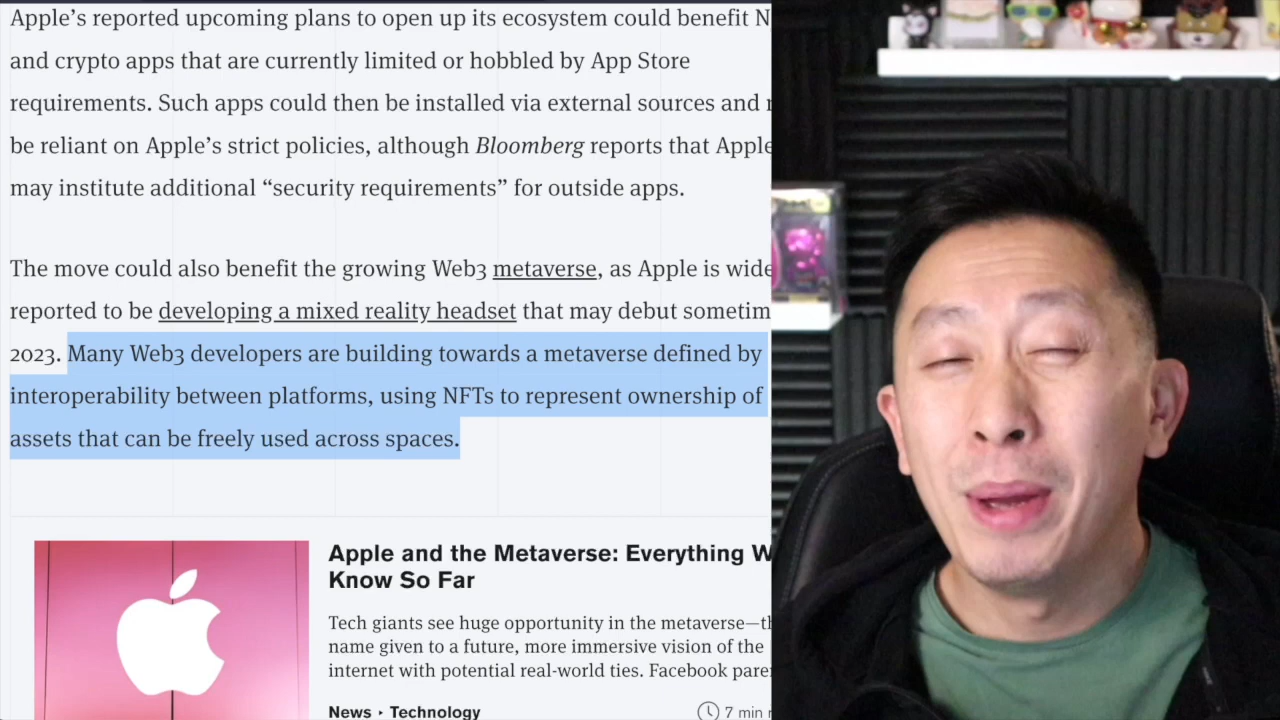 Apple’s reported upcoming plans to open up its ecosystem could benefit
and crypto apps that are currently limited or hobbled by App Store
requirements. Such apps could then be installed via external sources and
be reliant on Apple’s strict policies, although Bloomberg reports that Apple
may institute additional “security requirements” for outside apps.
The move could also benefit the growing Web3 metaverse, as Apple is
reported to be developing a mixed reality headset that may debut
2023. Many Web3 developers are building towards a metaverse defined by
interoperability between platforms, using NFTs to represent ownership of
assets that can be freely used across spaces.
Apple and the Metaverse: Everything
Know So Far
Tech giants see huge opportunity in the metaverse—
name given to a future, more immersive vision of the
internet with potential real-world ties. Facebook
News ‣ Technology
7 min